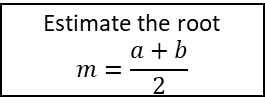 Estimate the root
m = a + b / 2